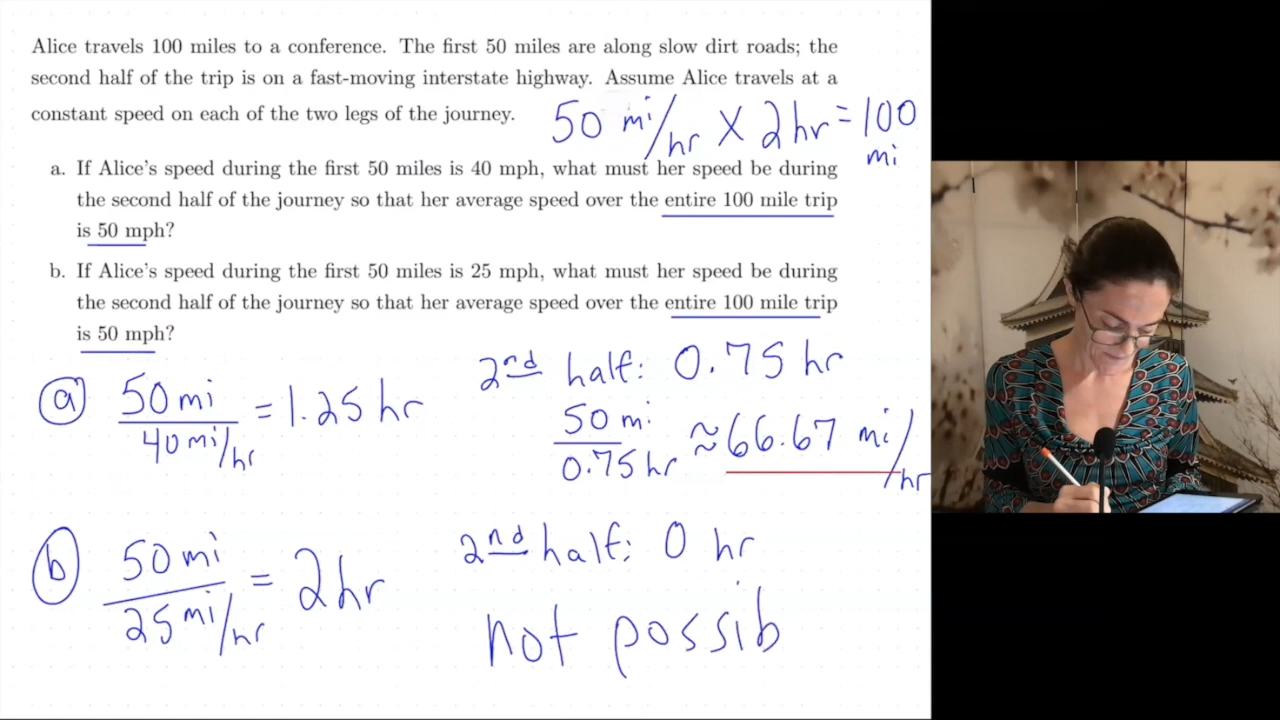 Alice travels 100 miles to a conference. The first 50 miles are along slow dirt roads; the
second half of the trip is on a fast-moving interstate highway. Assume Alice travels at a
constant speed on each of the two legs of the journey.
50 mi/hr X 2 hr = 100
mi
a. If Alice's speed during the first 50 miles is 40 mph, what must her speed be during
the second half of the journey so that her average speed over the entire 100 mile trip
is 50 mph?
b. If Alice's speed during the first 50 miles is 25 mph, what must her speed be during
the second half of the journey so that her average speed over the entire 100 mile trip
is 50 mph?
a 50 mi / 40 mi/hr = 1.25 hr
2nd half: 0.75 hr
50 mi / 0.75 hr ≈ 66.67 mi/hr
b 50 mi / 25 mi/hr = 2 hr
2nd half: 0 hr
not possib